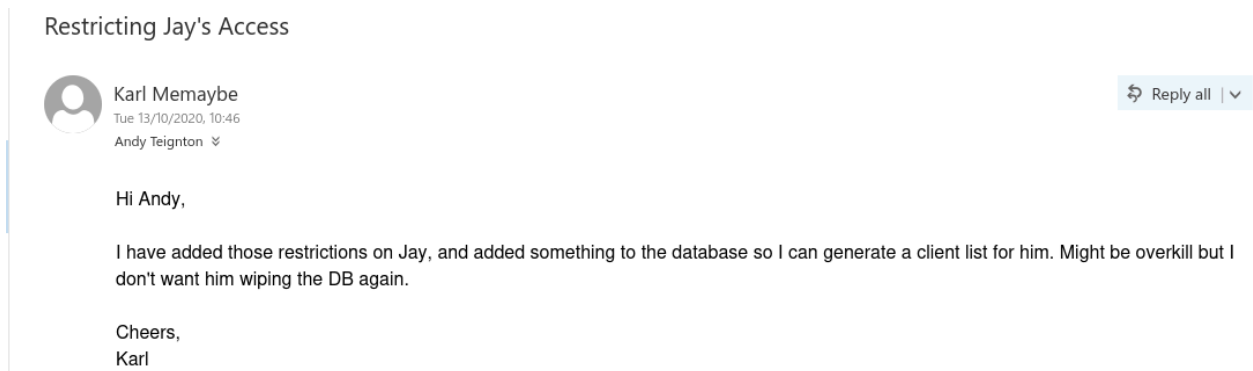 Restricting Jay's Access
Karl Memaybe
Reply all
Tue 13/10/2020, 10:46
Andy Teignton
Hi Andy,
I have added those restrictions on Jay, and added something to the database so I can generate a client list for him. Might be overkill but I
don't want him wiping the DB again.
Cheers,
Karl